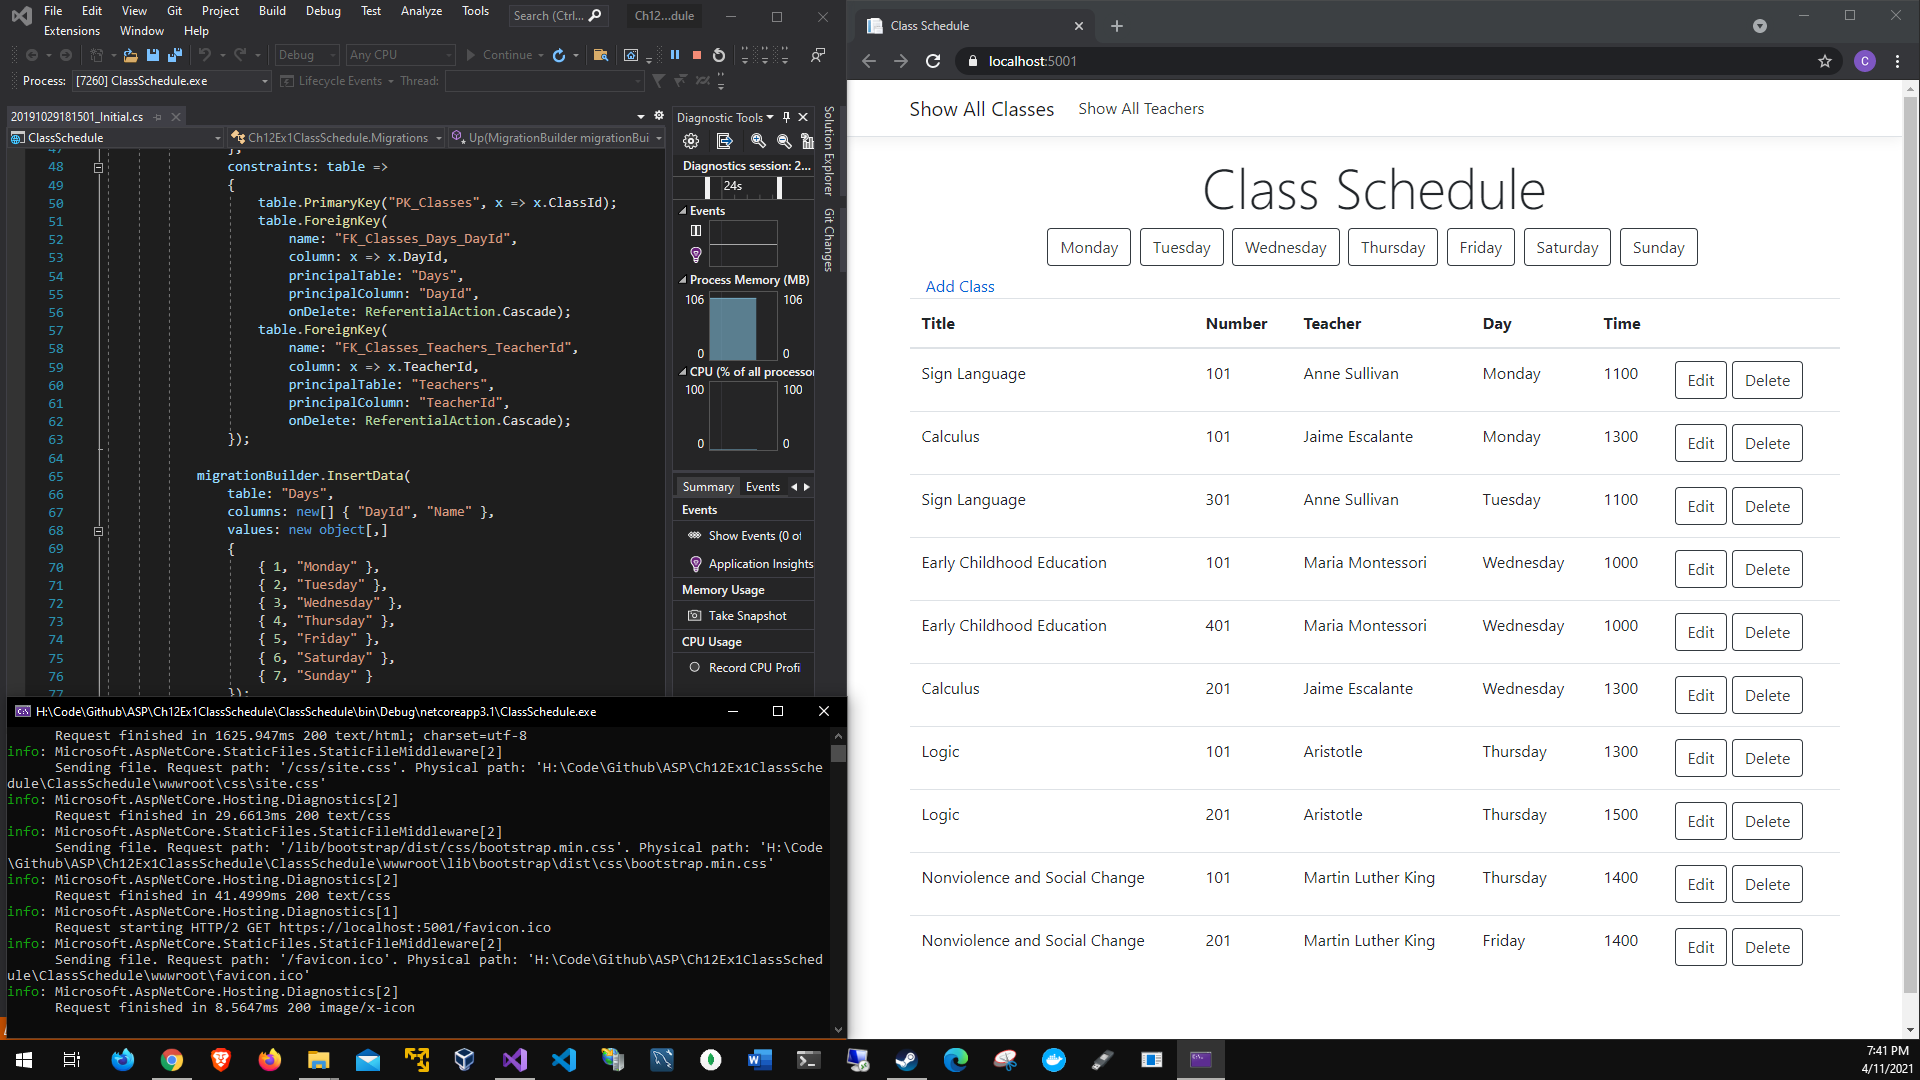 File Edit View Git Project Build Debug Test Analyze Tools Search (Ctrl... Ch12...dule
Extensions Window Help
Debug Any CPU Continue
Process: [7260] ClassSchedule.exe Lifecycle Events Thread:
20191029181501_Initial.cs
ClassSchedule Ch12Ex1ClassSchedule.Migrations Up(MigrationBuilder migrationBui
47 },
48 constraints: table =>
49 {
50 table.PrimaryKey("PK_Classes", x => x.ClassId);
51 table.ForeignKey(
52 name: "FK_Classes_Days_DayId",
53 column: x => x.DayId,
54 principalTable: "Days",
55 principalColumn: "DayId",
56 onDelete: ReferentialAction.Cascade);
57 table.ForeignKey(
58 name: "FK_Classes_Teachers_TeacherId",
59 column: x => x.TeacherId,
60 principalTable: "Teachers",
61 principalColumn: "TeacherId",
62 onDelete: ReferentialAction.Cascade);
63 });
64
65 migrationBuilder.InsertData(
66 table: "Days",
67 columns: new[] { "DayId", "Name" },
68 values: new object[,]
69 {
70 { 1, "Monday" },
71 { 2, "Tuesday" },
72 { 3, "Wednesday" },
73 { 4, "Thursday" },
74 { 5, "Friday" },
75 { 6, "Saturday" },
76 { 7, "Sunday" }
77 });
Diagnostic Tools
Diagnostics session: 2...
24s
Events
Process Memory (MB)
106 106
0 0
CPU (% of all processor
100 100
0 0
Summary Events
Events
Show Events (0 of
Application Insights
Memory Usage
Take Snapshot
CPU Usage
Record CPU Profi
Solution Explorer
Git Changes
H:\Code\Github\ASP\Ch12Ex1ClassSchedule\ClassSchedule\bin\Debug\netcoreapp3.1\ClassSchedule.exe
Request finished in 1625.947ms 200 text/html; charset=utf-8
info: Microsoft.AspNetCore.StaticFiles.StaticFileMiddleware[2]
Sending file. Request path: '/css/site.css'. Physical path: 'H:\Code\Github\ASP\Ch12Ex1ClassSche
dule\ClassSchedule\wwwroot\css\site.css'
info: Microsoft.AspNetCore.Hosting.Diagnostics[2]
Request finished in 29.6613ms 200 text/css
info: Microsoft.AspNetCore.StaticFiles.StaticFileMiddleware[2]
Sending file. Request path: '/lib/bootstrap/dist/css/bootstrap.min.css'. Physical path: 'H:\Code
\Github\ASP\Ch12Ex1ClassSchedule\ClassSchedule\wwwroot\lib\bootstrap\dist\css\bootstrap.min.css'
info: Microsoft.AspNetCore.Hosting.Diagnostics[2]
Request finished in 41.4999ms 200 text/css
info: Microsoft.AspNetCore.Hosting.Diagnostics[1]
Request starting HTTP/2 GET https://localhost:5001/favicon.ico
info: Microsoft.AspNetCore.StaticFiles.StaticFileMiddleware[2]
Sending file. Request path: '/favicon.ico'. Physical path: 'H:\Code\Github\ASP\Ch12Ex1ClassSched
ule\ClassSchedule\wwwroot\favicon.ico'
info: Microsoft.AspNetCore.Hosting.Diagnostics[2]
Request finished in 8.5647ms 200 image/x-icon
Class Schedule
localhost:5001 C
Show All Classes Show All Teachers
Class Schedule
Monday Tuesday Wednesday Thursday Friday Saturday Sunday
Add Class
Title Number Teacher Day Time
Sign Language 101 Anne Sullivan Monday 1100 Edit Delete
Calculus 101 Jaime Escalante Monday 1300 Edit Delete
Sign Language 301 Anne Sullivan Tuesday 1100 Edit Delete
Early Childhood Education 101 Maria Montessori Wednesday 1000 Edit Delete
Early Childhood Education 401 Maria Montessori Wednesday 1000 Edit Delete
Calculus 201 Jaime Escalante Wednesday 1300 Edit Delete
Logic 101 Aristotle Thursday 1300 Edit Delete
Logic 201 Aristotle Thursday 1500 Edit Delete
Nonviolence and Social Change 101 Martin Luther King Thursday 1400 Edit Delete
Nonviolence and Social Change 201 Martin Luther King Friday 1400 Edit Delete
7:41 PM
4/11/2021